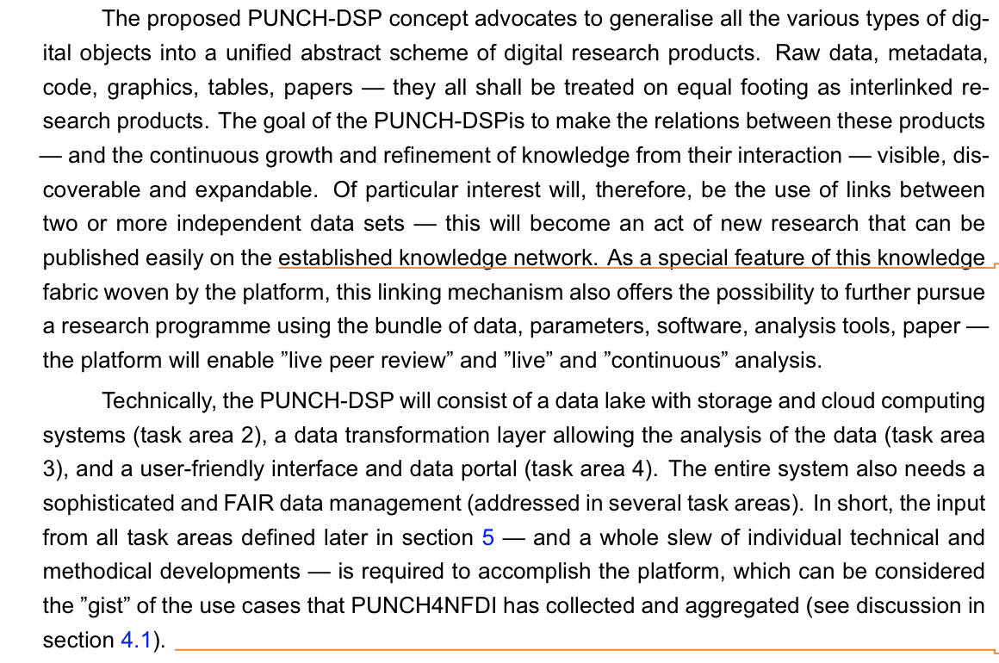 The proposed PUNCH-DSP concept advocates to generalise all the various types of dig-
ital objects into a unified abstract scheme of digital research products. Raw data, metadata,
code, graphics, tables, papers — they all shall be treated on equal footing as interlinked re-
search products. The goal of the PUNCH-DSPis to make the relations between these products
— and the continuous growth and refinement of knowledge from their interaction — visible, dis-
coverable and expandable. Of particular interest will, therefore, be the use of links between
two or more independent data sets — this will become an act of new research that can be
published easily on the established knowledge network. As a special feature of this knowledge
fabric woven by the platform, this linking mechanism also offers the possibility to further pursue
a research programme using the bundle of data, parameters, software, analysis tools, paper —
the platform will enable ”live peer review” and ”live” and ”continuous” analysis.
Technically, the PUNCH-DSP will consist of a data lake with storage and cloud computing
systems (task area 2), a data transformation layer allowing the analysis of the data (task area
3), and a user-friendly interface and data portal (task area 4). The entire system also needs a
sophisticated and FAIR data management (addressed in several task areas). In short, the input
from all task areas defined later in section 5 — and a whole slew of individual technical and
methodical developments — is required to accomplish the platform, which can be considered
the ”gist” of the use cases that PUNCH4NFDI has collected and aggregated (see discussion in
section 4.1).